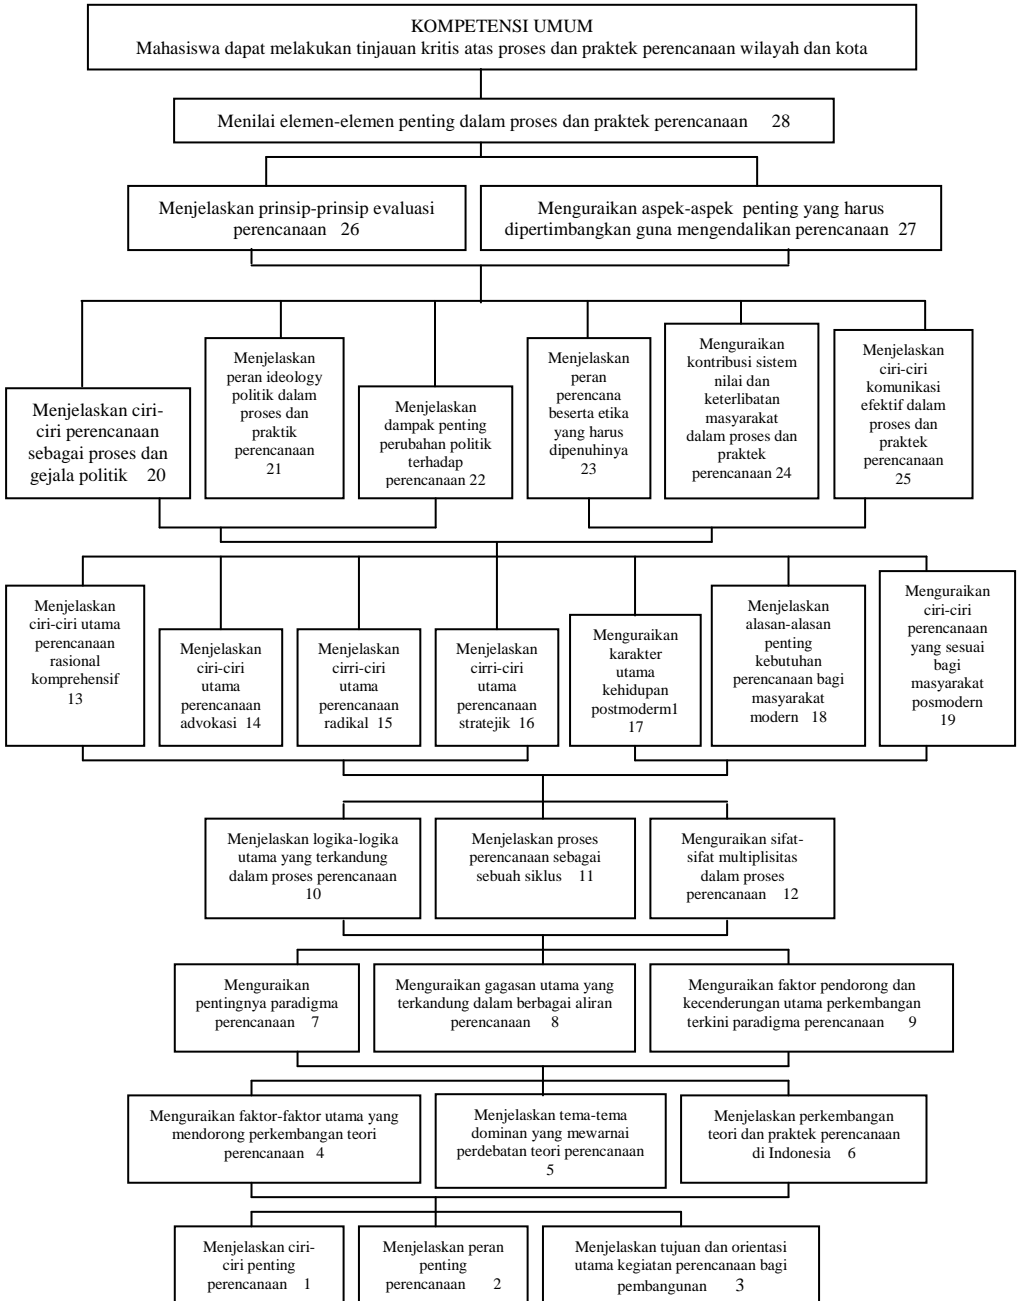 KOMPETENSI UMUM
Mahasiswa dapat melakukan tinjauan kritis atas proses dan praktek perencanaan wilayah dan kota
Menilai elemen-elemen penting dalam proses dan praktek perencanaan 28
Menjelaskan prinsip-prinsip evaluasi
perencanaan 26
Menguraikan aspek-aspek penting yang harus
dipertimbangkan guna mengendalikan perencanaan 27
Menjelaskan ciri-
ciri perencanaan
sebagai proses dan
gejala politik 20
Menjelaskan
peran ideology
politik dalam
proses dan
praktik
perencanaan
21
Menjelaskan
dampak penting
perubahan politik
terhadap
perencanaan 22
Menjelaskan
peran
perencana
beserta etika
yang harus
dipenuhinya
23
Menguraikan
kontribusi sistem
nilai dan
keterlibatan
masyarakat
dalam proses dan
praktek
perencanaan 24
Menjelaskan
ciri-ciri
komunikasi
efektif dalam
proses dan
praktek
perencanaan
25
Menjelaskan
ciri-ciri utama
perencanaan
rasional
komprehensif
13
Menjelaskan
ciri-ciri
utama
perencanaan
advokasi 14
Menjelaskan
cirri-ciri
utama
perencanaan
radikal 15
Menjelaskan
cirri-ciri
utama
perencanaan
stratejik 16
Menguraikan
karakter
utama
kehidupan
postmoderm1
17
Menjelaskan
alasan-alasan
penting
kebutuhan
perencanaan bagi
masyarakat
modern 18
Menguraikan
ciri-ciri
perencanaan
yang sesuai
bagi
masyarakat
posmodern
19
Menjelaskan logika-logika
utama yang terkandung
dalam proses perencanaan
10
Menjelaskan proses
perencanaan sebagai
sebuah siklus 11
Menguraikan sifat-
sifat multiplisitas
dalam proses
perencanaan 12
Menguraikan
pentingnya paradigma
perencanaan 7
Menguraikan gagasan utama yang
terkandung dalam berbagai aliran
perencanaan 8
Menguraikan faktor pendorong dan
kecenderungan utama perkembangan
terkini paradigma perencanaan 9
Menguraikan faktor-faktor utama yang
mendorong perkembangan teori
perencanaan 4
Menjelaskan tema-tema
dominan yang mewarnai
perdebatan teori perencanaan
5
Menjelaskan perkembangan
teori dan praktek perencanaan
di Indonesia 6
Menjelaskan ciri-
ciri penting
perencanaan 1
Menjelaskan peran
penting
perencanaan 2
Menjelaskan tujuan dan orientasi
utama kegiatan perencanaan bagi
pembangunan 3